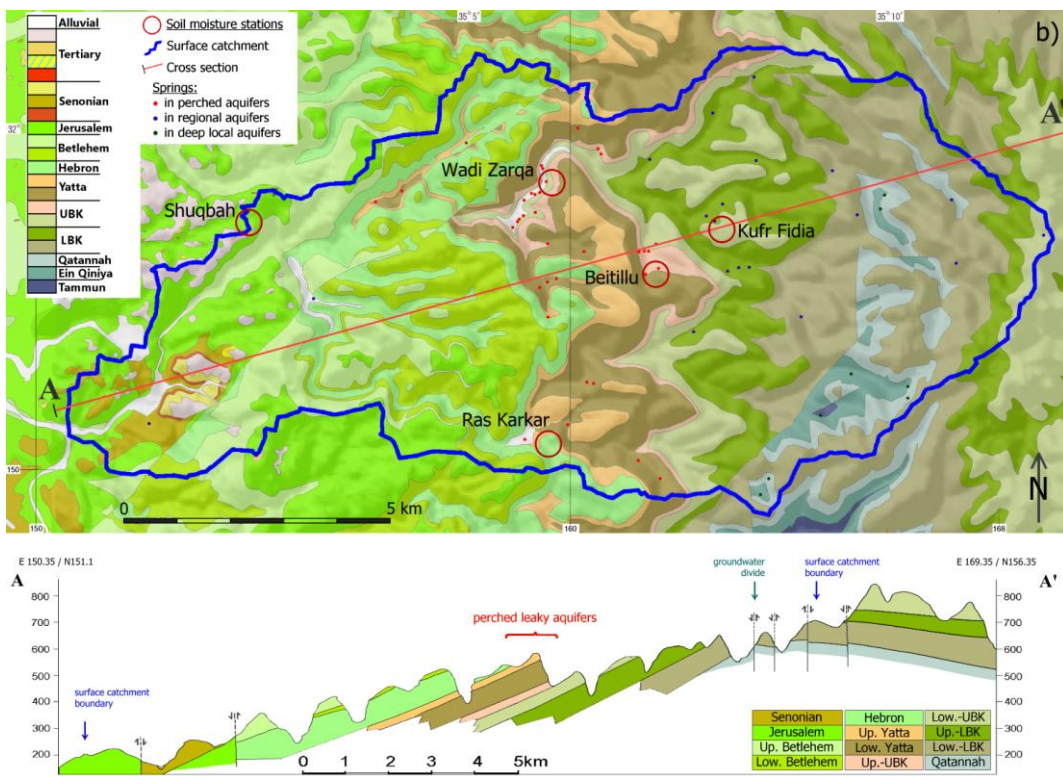 35° 5'
35° 10'
b)
Alluvial
Tertiary
Senonian
Jerusalem
Betlehem
Hebron
Yatta
UBK
LBK
Qatannah
Ein Qiniya
Tammun
Soil moisture stations
Surface catchment
Cross section
Springs:
in perched aquifers
in regional aquifers
in deep local aquifers
32°
A
Wadi Zarqa
Shuqbah
Kufr Fidia
Beitillu
A
Ras Karkar
150
N
0 5 km
150 160 168
E 150.35 / N151.1
E 169.35 / N156.35
A
A'
groundwater
divide
surface catchment
boundary
perched leaky aquifers
surface catchment
boundary
800
700
600
500
400
300
200
800
700
600
500
400
300
200
Senonian Hebron Low.-UBK
Jerusalem Up. Yatta Up.-LBK
Up. Betlehem Low. Yatta Low.-LBK
Low. Betlehem Up.-UBK Qatannah
0 1 2 3 4 5km